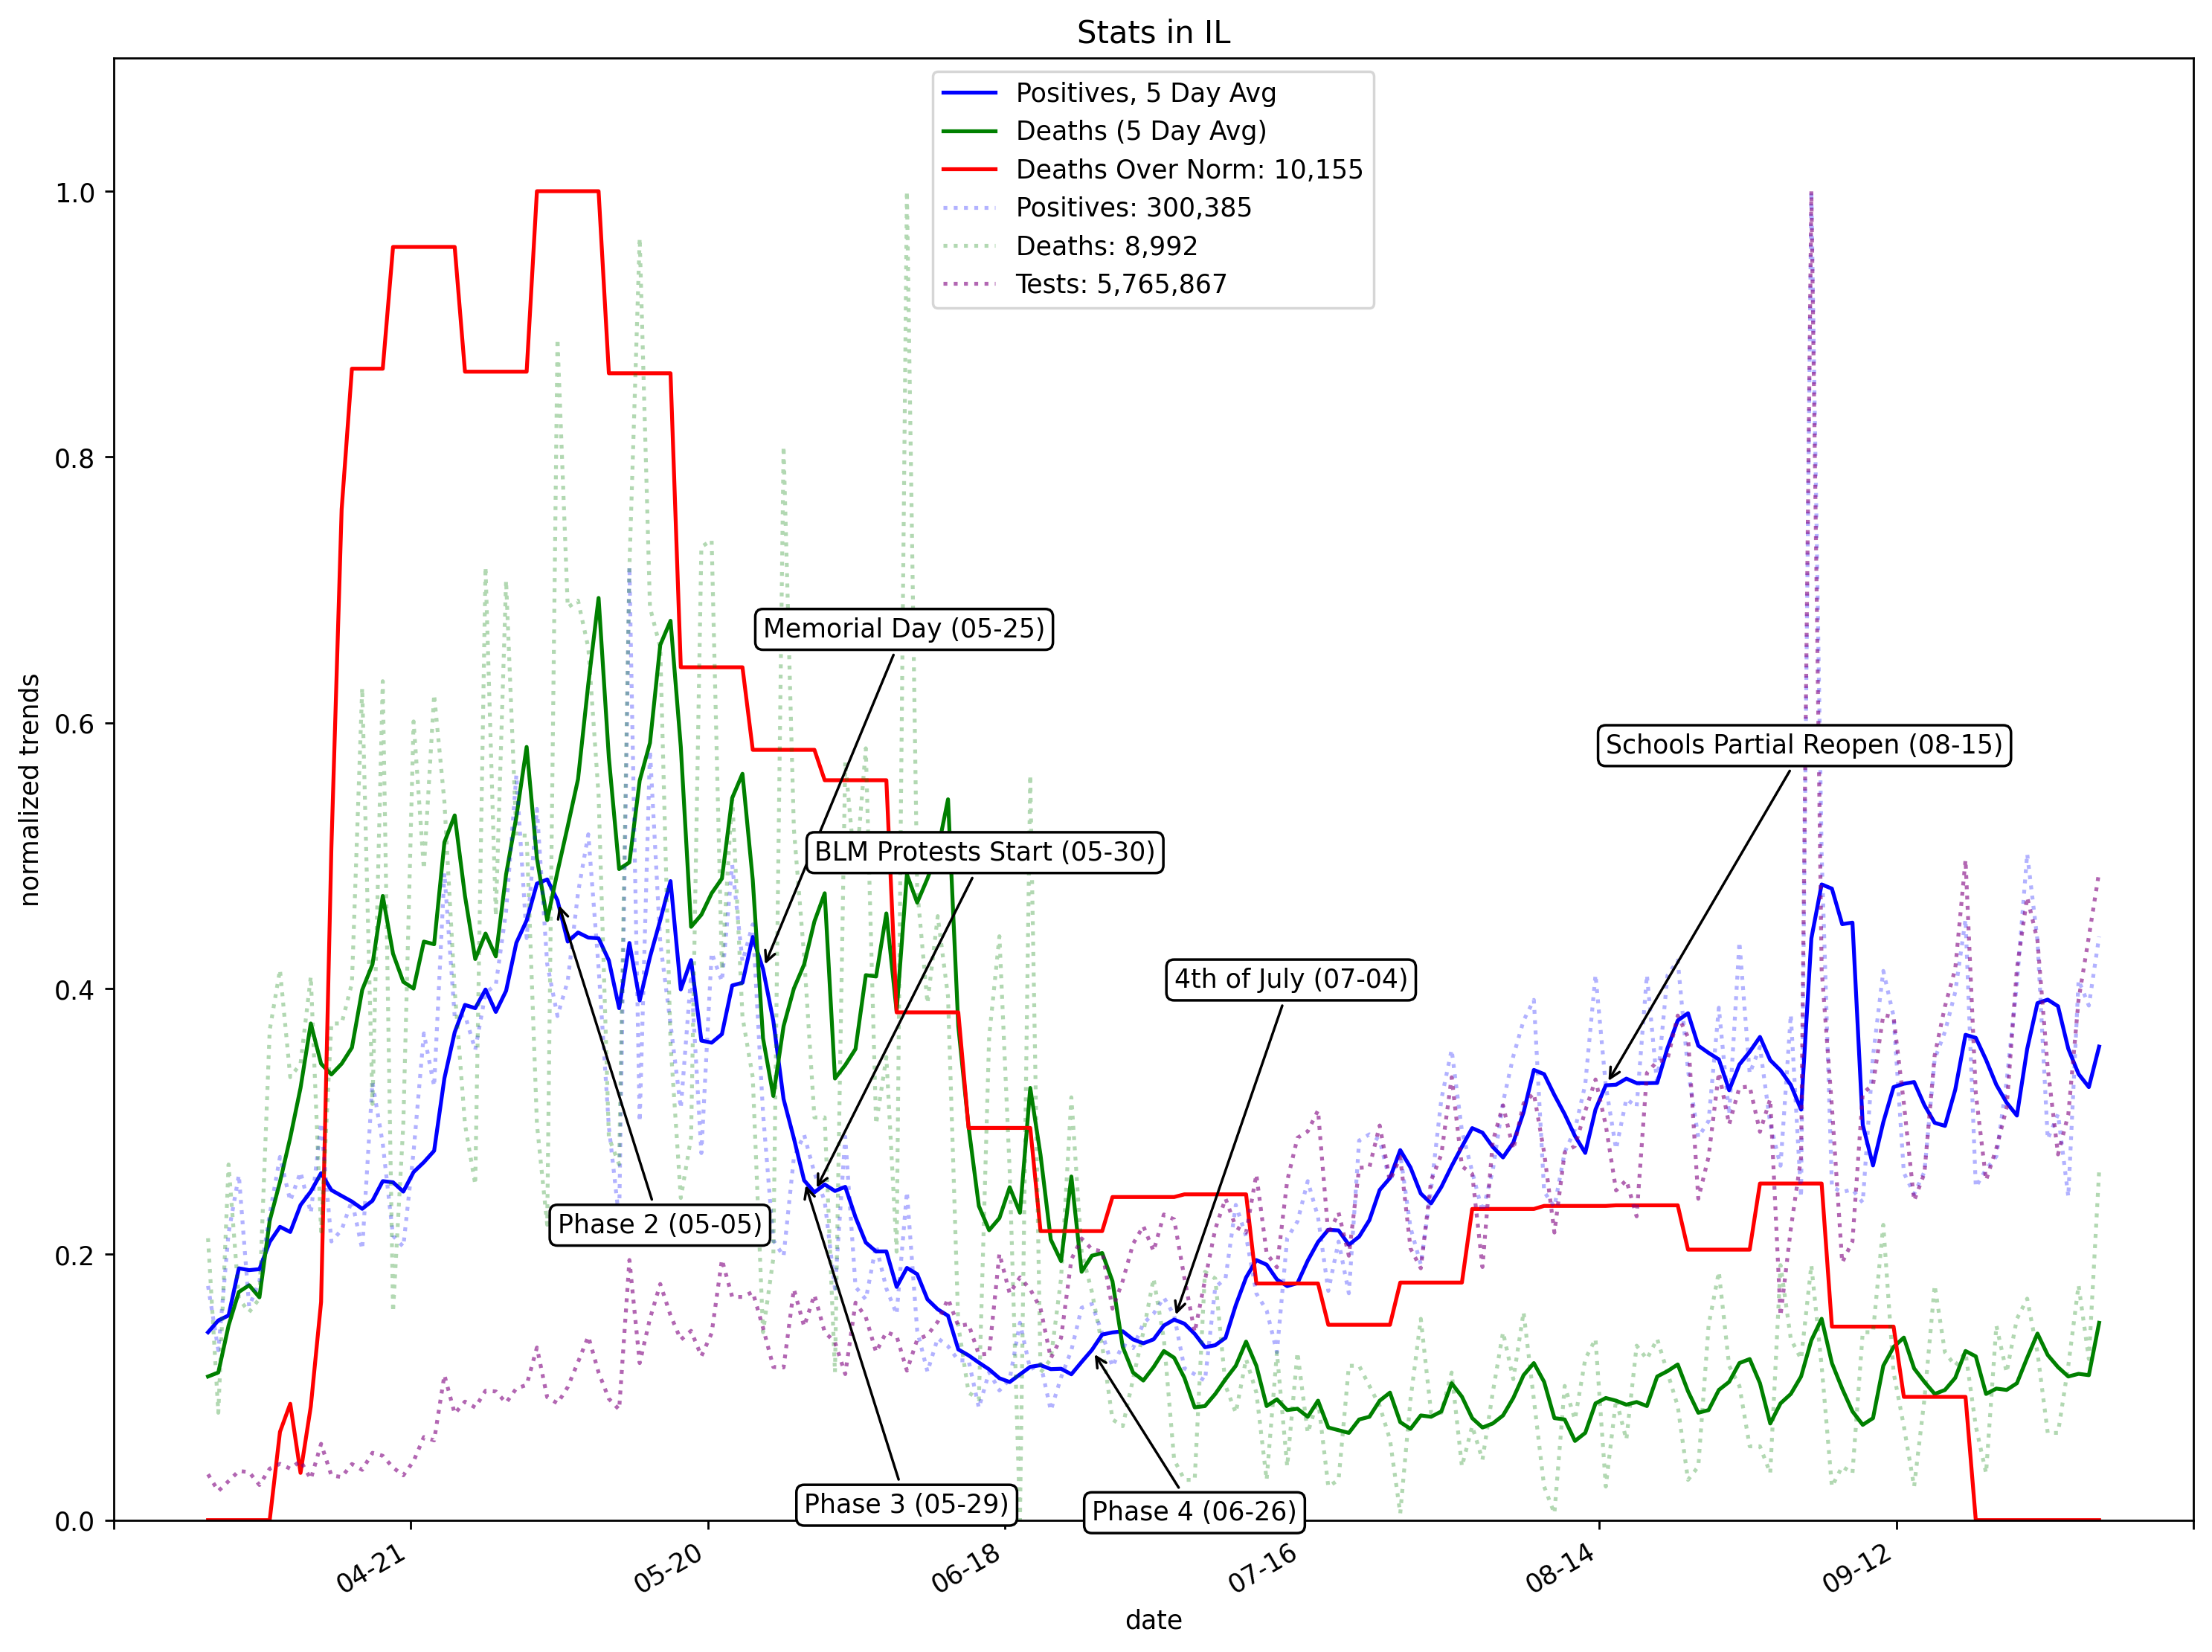 Stats in IL
Positives, 5 Day Avg
Deaths (5 Day Avg)
Deaths Over Norm: 10,155
Positives: 300,385
Deaths: 8,992
Tests: 5,765,867
1.0
0.8
0.6
0.4
0.2
0.0
normalized trends
Memorial Day (05-25)
Schools Partial Reopen (08-15)
BLM Protests Start (05-30)
4th of July (07-04)
Phase 2 (05-05)
Phase 3 (05-29)
Phase 4 (06-26)
04-21
05-20
06-18
07-16
08-14
09-12
date